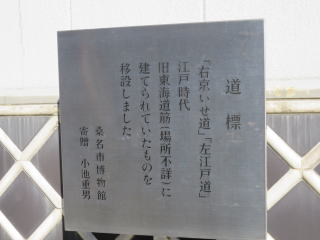 道標
「右京いせ道」「左江戸道」
江戸時代
旧東海道筋(場所不詳)に
建てられていたものを
移設しました
桑名市博物館
寄贈 小池重男